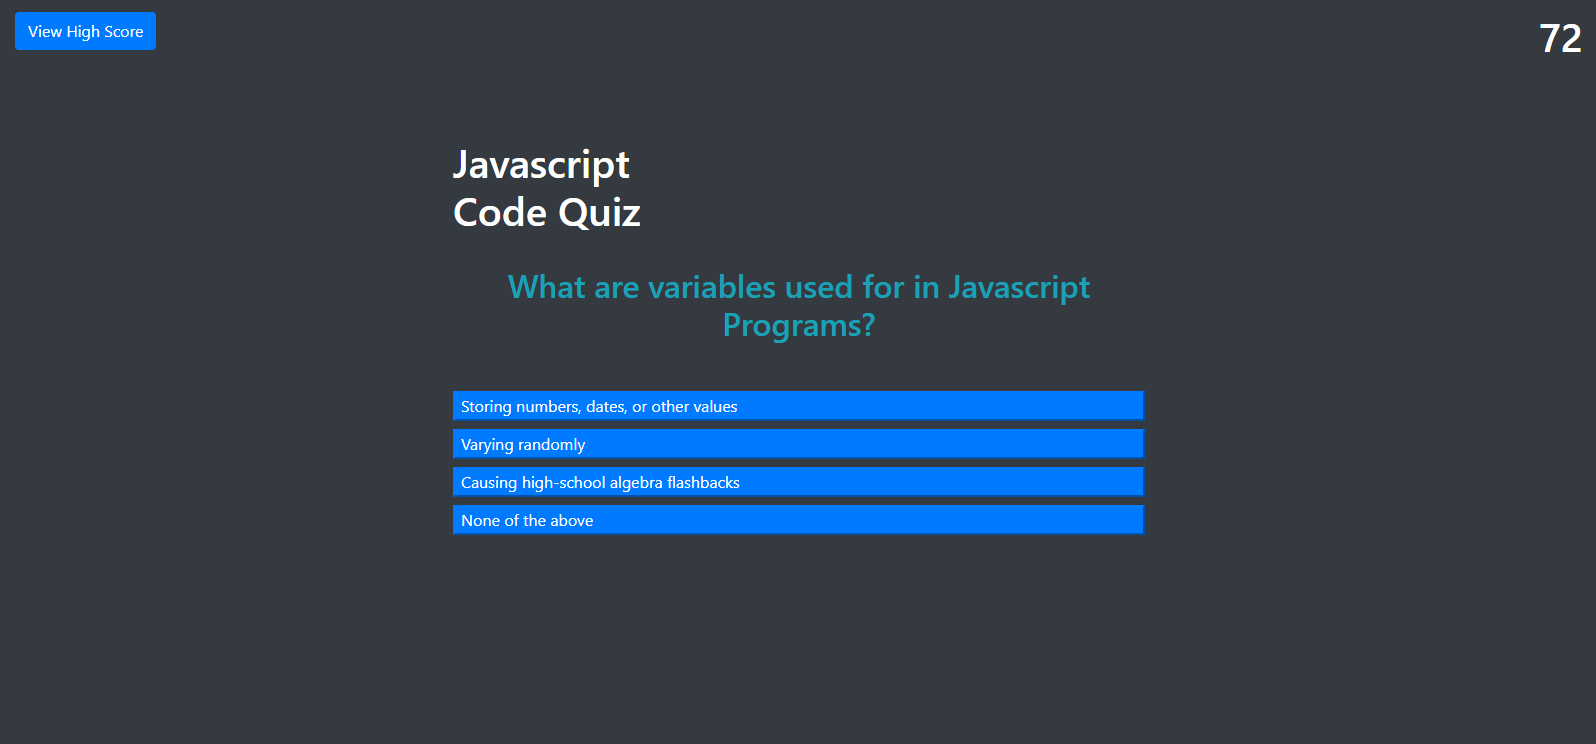 View High Score
72
Javascript
Code Quiz
What are variables used for in Javascript
Programs?
Storing numbers, dates, or other values
Varying randomly
Causing high-school algebra flashbacks
None of the above